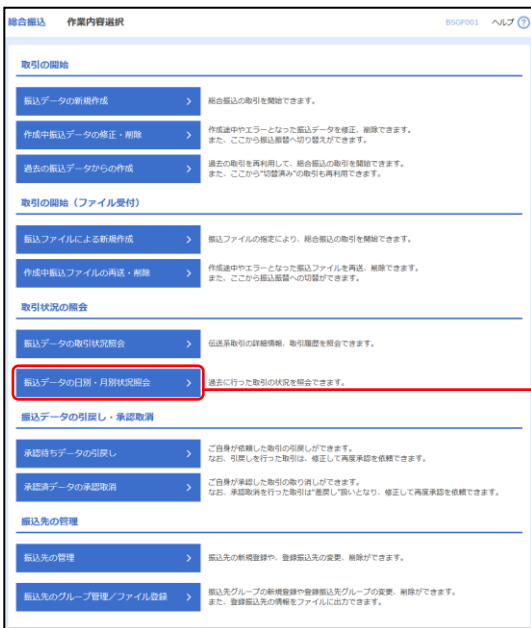 総合振込 作業内容選択 BSGF001 ヘルプ ?
取引の開始
振込データの新規作成 > 総合振込の取引を開始できます。
作成中振込データの修正・削除 > 作成途中やエラーとなった振込データを修正、削除できます。
また、ここから振込振替へ切り替えができます。
過去の振込データからの作成 > 過去の取引を再利用して、総合振込の取引を開始できます。
また、ここから"切替済み"の取引も再利用できます。
取引の開始（ファイル受付）
振込ファイルによる新規作成 > 振込ファイルの指定により、総合振込の取引を開始できます。
作成中振込ファイルの再送・削除 > 作成途中やエラーとなった振込ファイルを再送、削除できます。
また、ここから振込振替への切替ができます。
取引状況の照会
振込データの取引状況照会 > 伝送系取引の詳細情報、取引履歴を照会できます。
振込データの日別・月別状況照会 > 過去に行った取引の状況を照会できます。
振込データの引戻し・承認取消
承認待ちデータの引戻し > ご自身が依頼した取引の引戻しができます。
なお、引戻しを行った取引は、修正して再度承認を依頼できます。
承認済データの承認取消 > ご自身が承認した取引の取り消しができます。
なお、承認取消を行った取引は"差戻し"扱いとなり、修正して再度承認を依頼できます。
振込先の管理
振込先の管理 > 振込先の新規登録や、登録振込先の変更、削除ができます。
振込先のグループ管理／ファイル登録 > 振込先グループの新規登録や登録振込先グループの変更、削除ができます。
また、登録振込先の情報をファイルに出力できます。